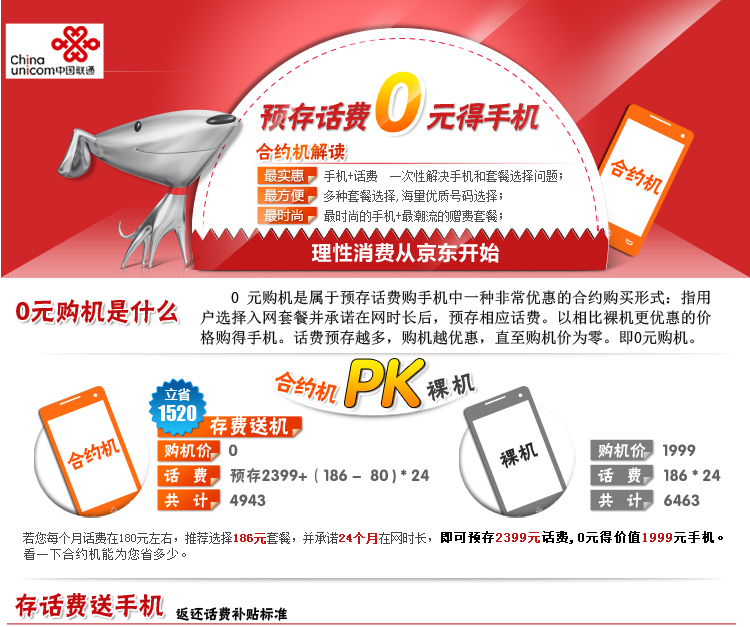 China
unicom中国联通
预存话费0元得手机
合约机解读
最实惠 手机+话费 一次性解决手机和套餐选择问题;
最方便 多种套餐选择,海量优质号码选择;
最时尚 最时尚的手机+最潮流的赠费套餐;
合约机
理性消费从京东开始
0元购机是什么
0 元购机是属于预存话费购手机中一种非常优惠的合约购买形式：指用
户选择入网套餐并承诺在网时长后，预存相应话费。以相比裸机更优惠的价
格购得手机。话费预存越多，购机越优惠，直至购机价为零。即0元购机。
合约机PK裸机
立省
1520
存费送机
合约机
购机价 0
话 费 预存2399+（186 - 80)*24
共 计 4943
裸机
购机价 1999
话 费 186*24
共 计 6463
若您每个月话费在180元左右，推荐选择186元套餐，并承诺24个月在网时长，即可预存2399元话费,0元得价值1999元手机。
看一下合约机能为您省多少。
存话费送手机 返还话费补贴标准